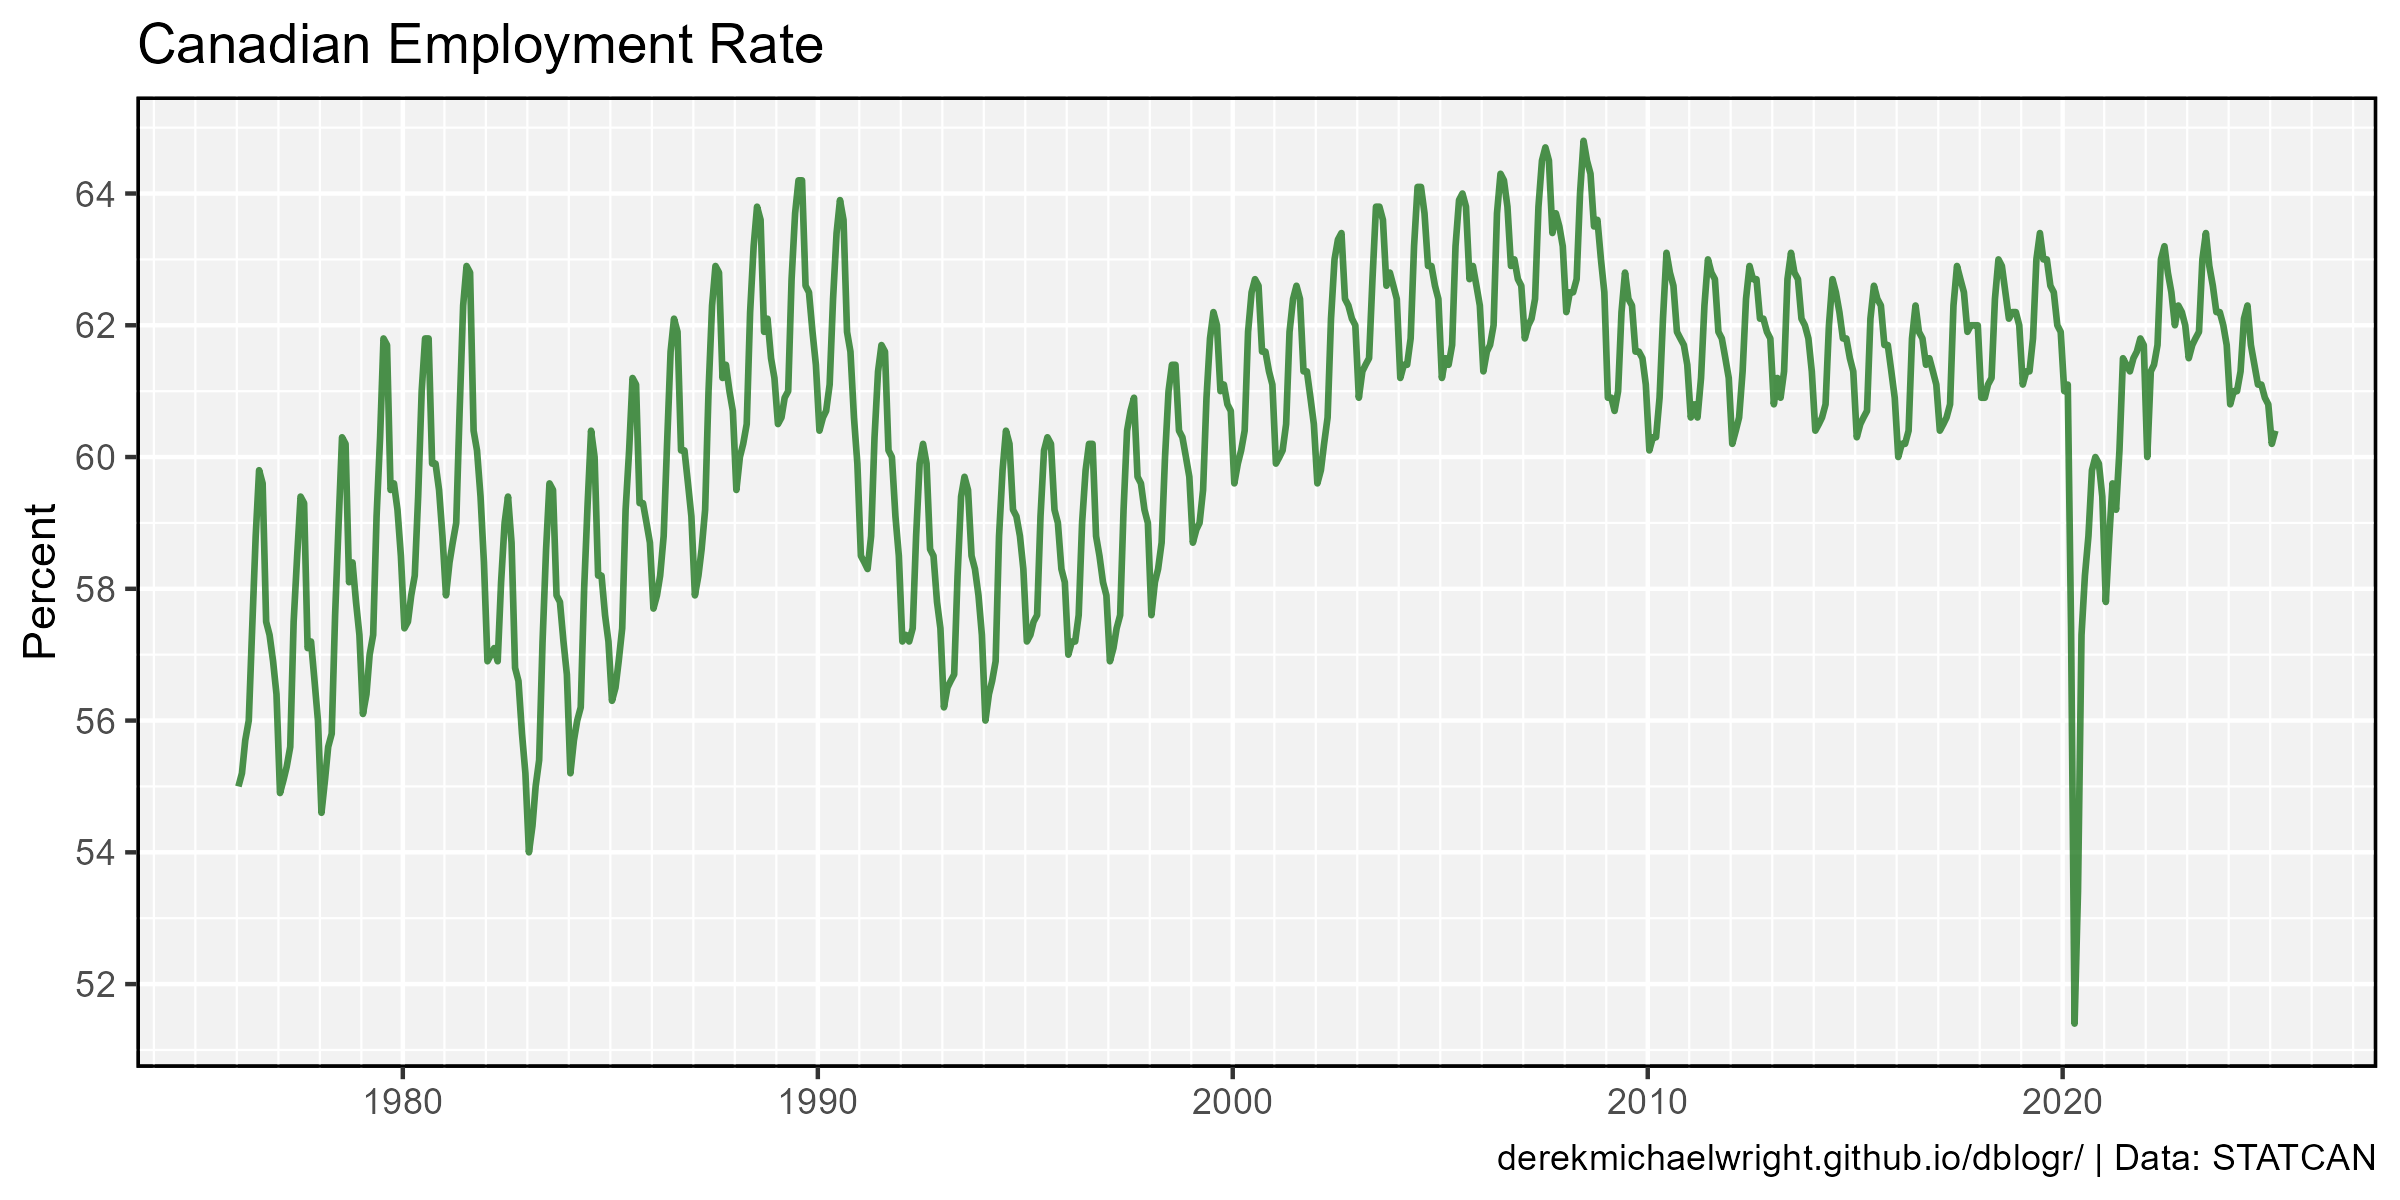 Canadian Employment Rate
Percent
64
62
60
58
56
54
52
1980 1990 2000 2010 2020
derekmichaelwright.github.io/dblogr/ | Data: STATCAN